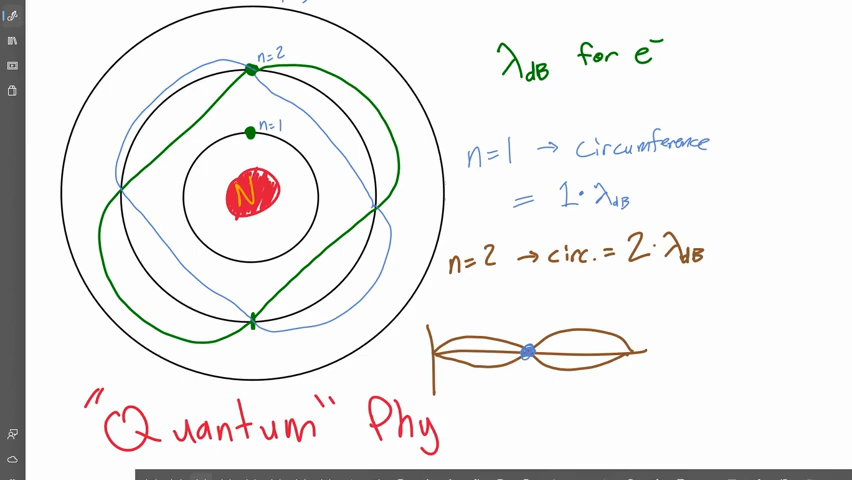 n=2
n=1
N
λdB for e⁻
n=1 → circumference
= 1·λdB
n=2 → circ. = 2·λdB
"Quantum" Phy